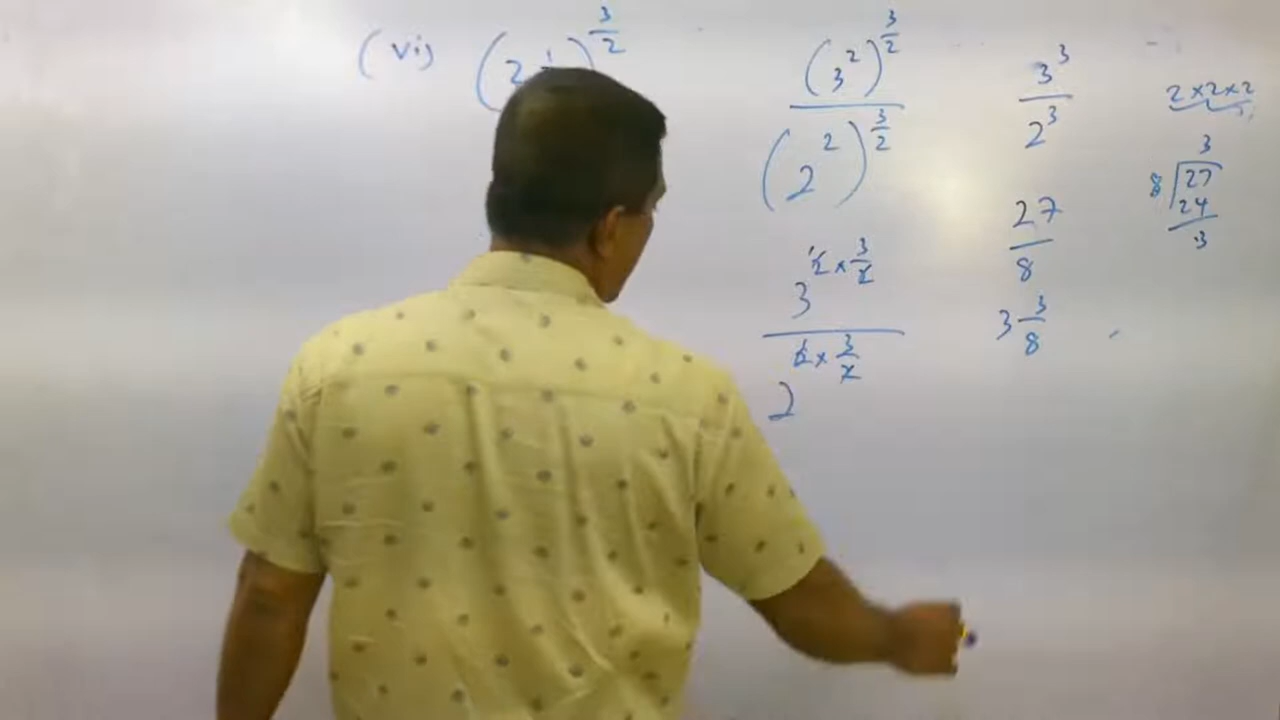 (vi) (2 1)^(3/2)
(3^2)^(3/2) / (2^2)^(3/2)
3^(2×3/2) / 2^(2×3/2)
3^3 / 2^3
27/8
3 3/8
2×2×2
3
8 27
24
3